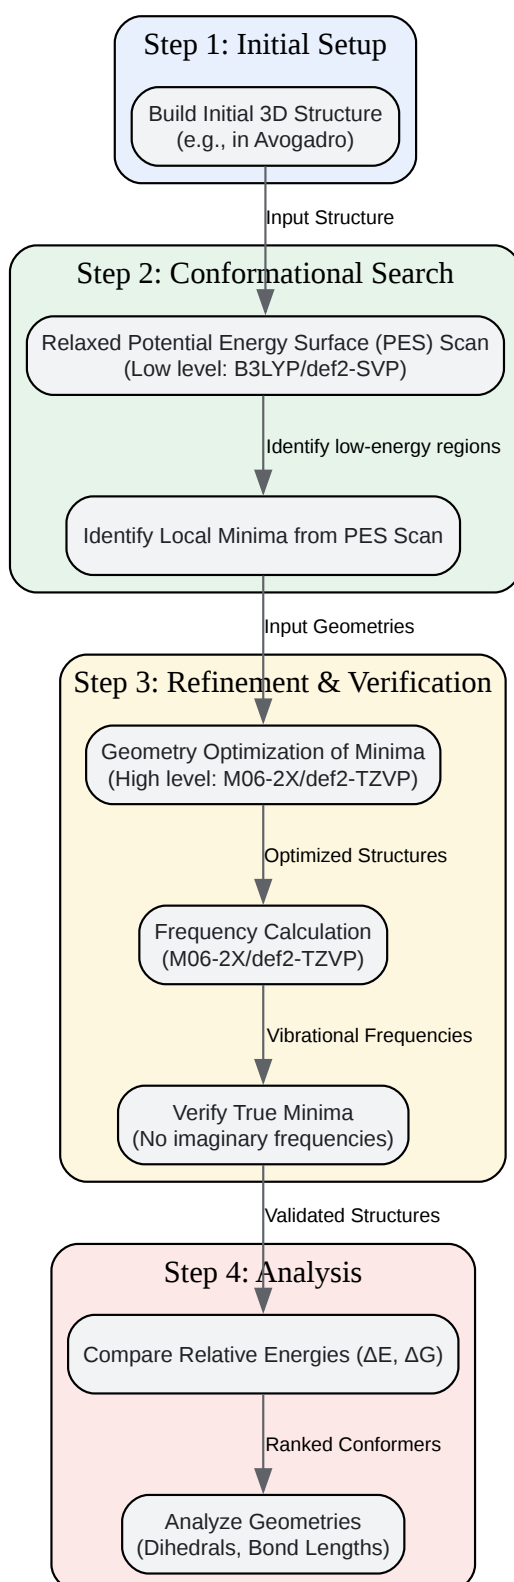 Step 1: Initial Setup
Build Initial 3D Structure
(e.g., in Avogadro)
Input Structure
Step 2: Conformational Search
Relaxed Potential Energy Surface (PES) Scan
(Low level: B3LYP/def2-SVP)
Identify low-energy regions
Identify Local Minima from PES Scan
Input Geometries
Step 3: Refinement & Verification
Geometry Optimization of Minima
(High level: M06-2X/def2-TZVP)
Optimized Structures
Frequency Calculation
(M06-2X/def2-TZVP)
Vibrational Frequencies
Verify True Minima
(No imaginary frequencies)
Validated Structures
Step 4: Analysis
Compare Relative Energies (ΔE, ΔG)
Ranked Conformers
Analyze Geometries
(Dihedrals, Bond Lengths)